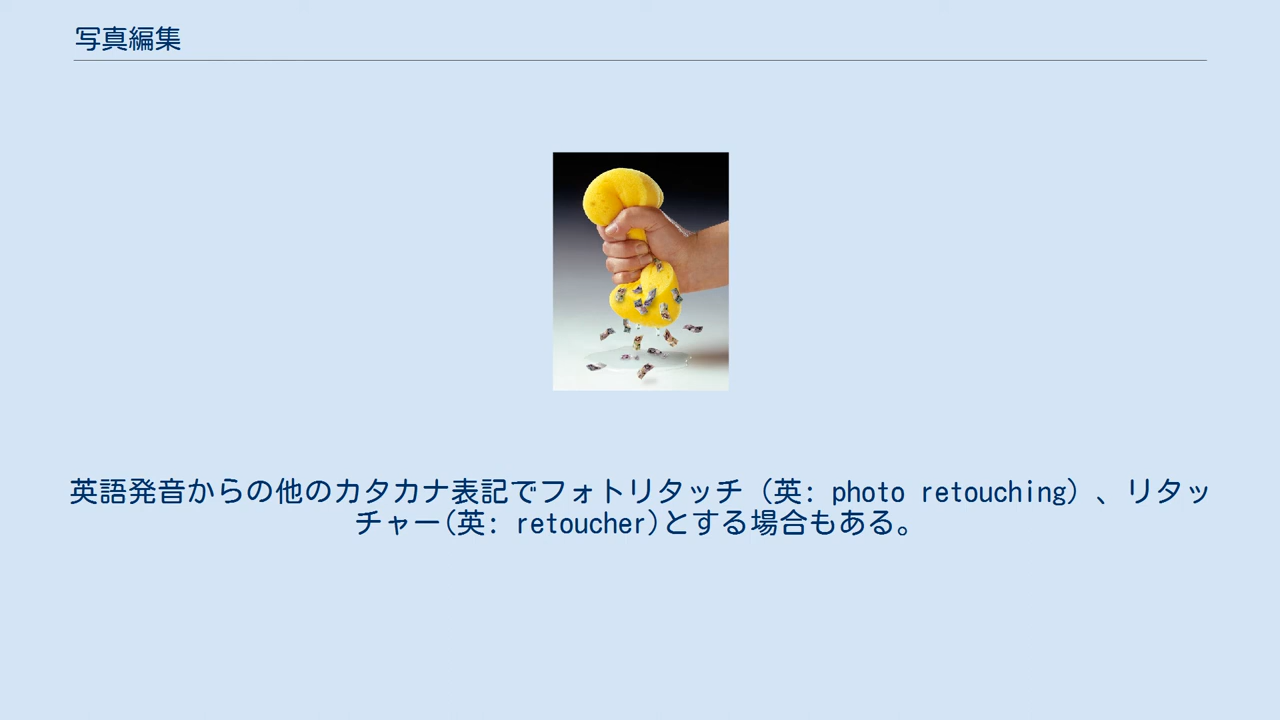 写真編集
英語発音からの他のカタカナ表記でフォトリタッチ（英: photo retouching）、リタッ
チャー(英: retoucher)とする場合もある。